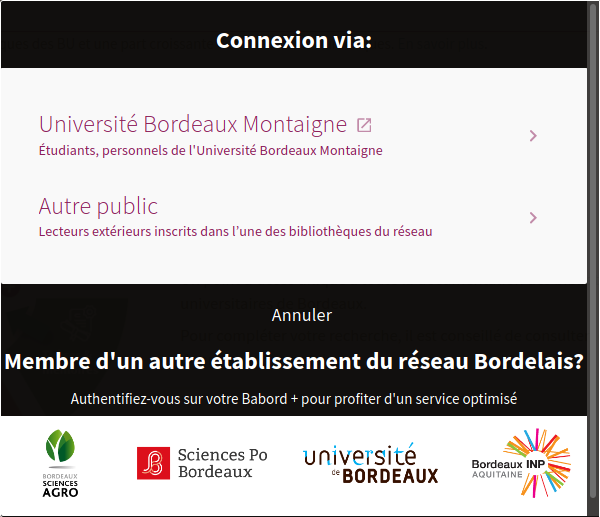 Connexion via:
Université Bordeaux Montaigne
Étudiants, personnels de l'Université Bordeaux Montaigne
Autre public
Lecteurs extérieurs inscrits dans l'une des bibliothèques du réseau
Annuler
Membre d'un autre établissement du réseau Bordelais?
Authentifiez-vous sur votre Babord + pour profiter d'un service optimisé
BORDEAUX
SCIENCES
AGRO
Sciences Po
Bordeaux
université
de BORDEAUX
Bordeaux INP
AQUITAINE